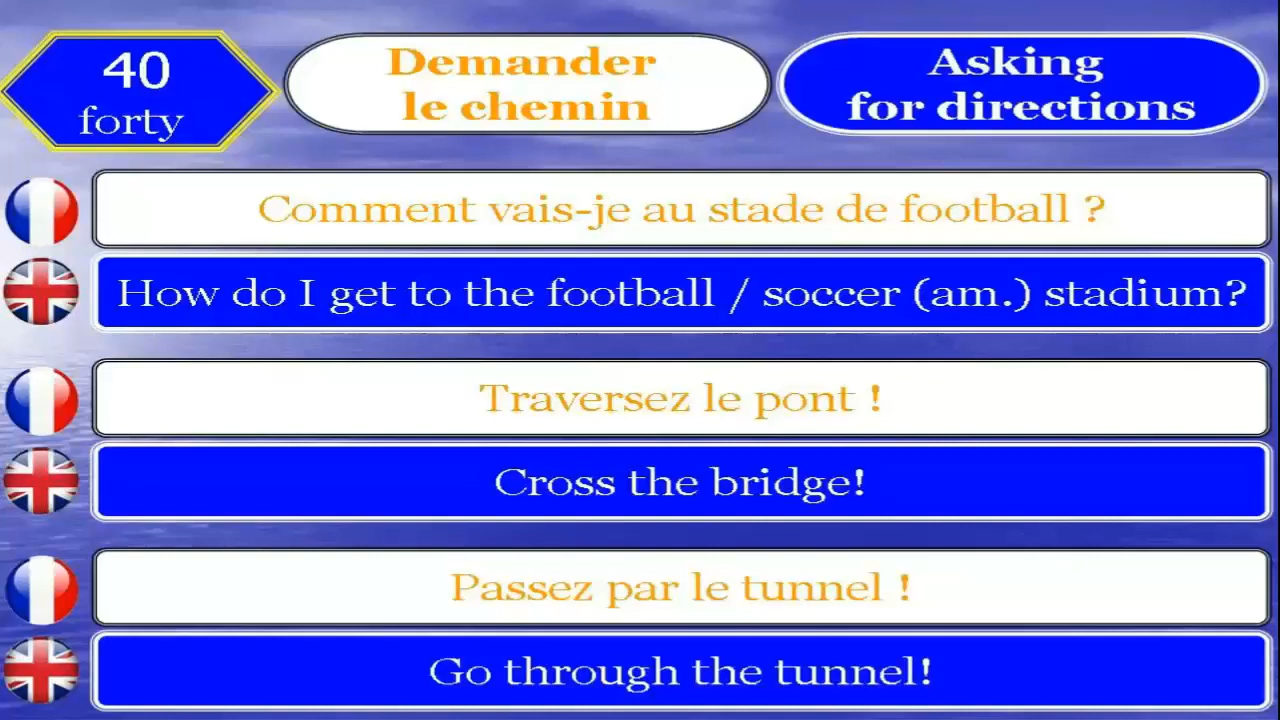 40
forty
Demander
le chemin
Asking
for directions
Comment vais-je au stade de football ?
How do I get to the football / soccer (am.) stadium?
Traversez le pont !
Cross the bridge!
Passez par le tunnel !
Go through the tunnel!